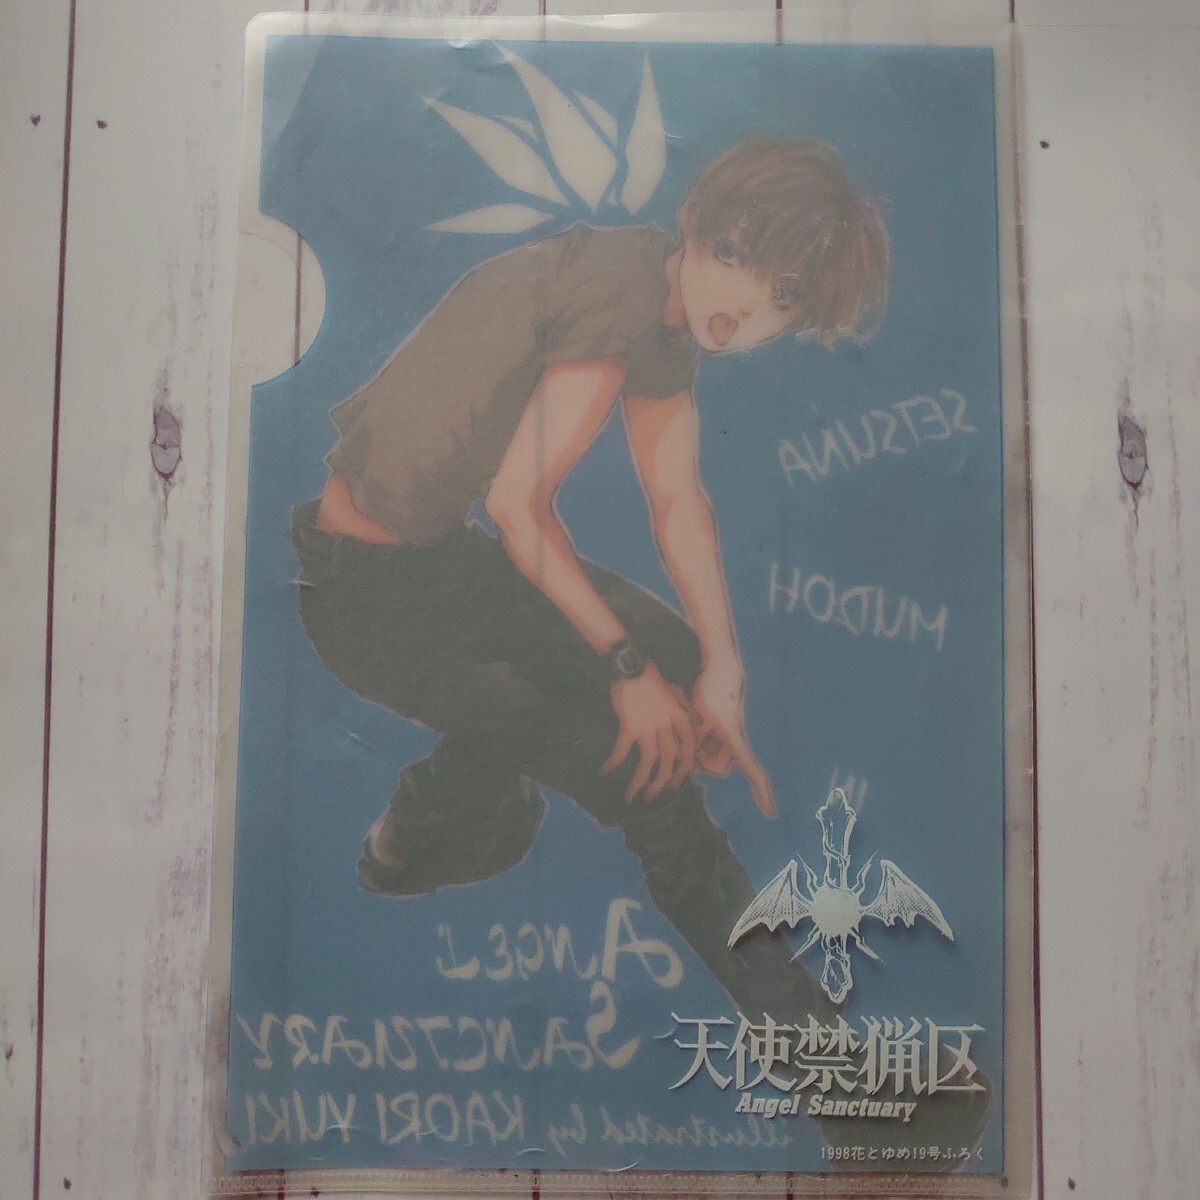 SETSUNA
MUDOH
ANGEL
SANCTUARY
illustrated by KAORI YUKI
天使禁猟区
Angel Sanctuary
1998花とゆめ19号ふろく